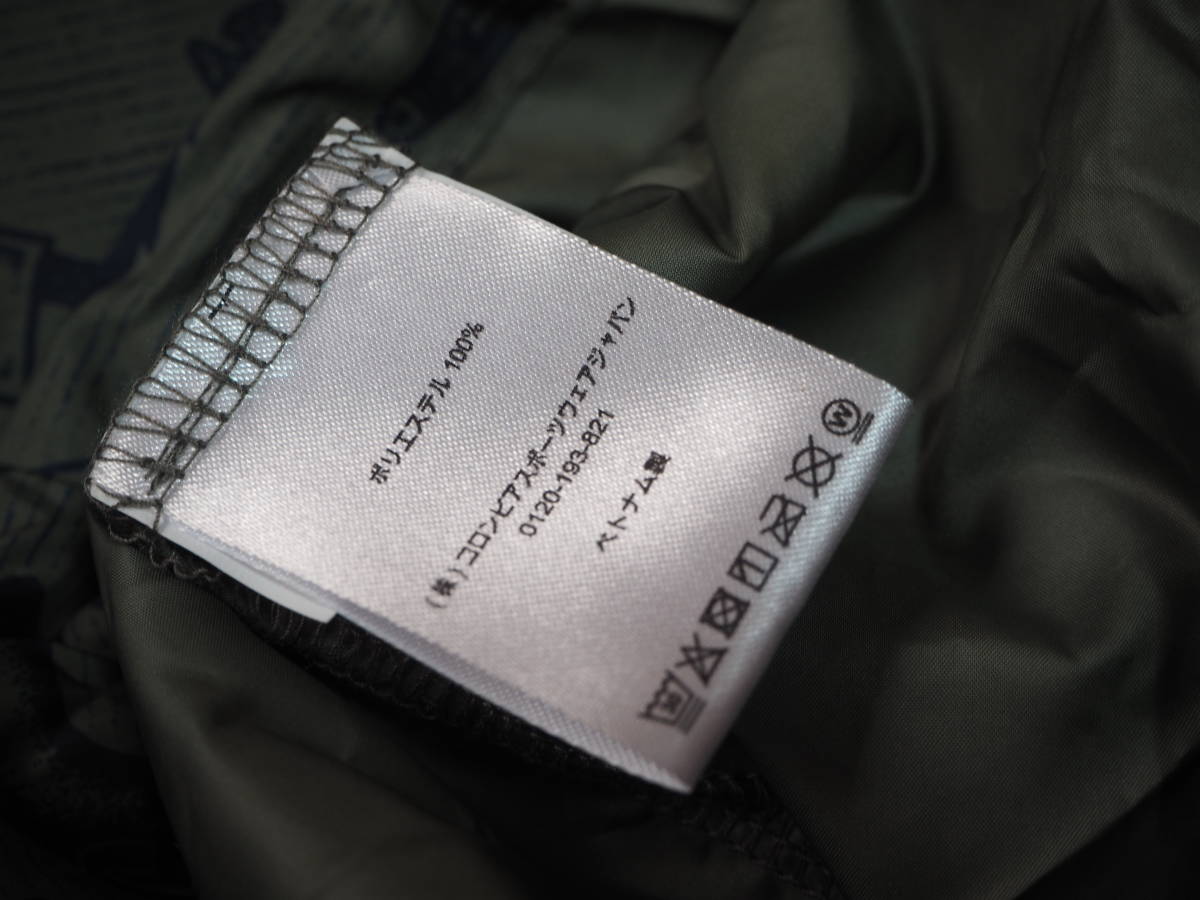 ポリエステル 100%
(株)コロンビアスポーツウェアジャパン
0120-193-821
ベトナム製
30
W